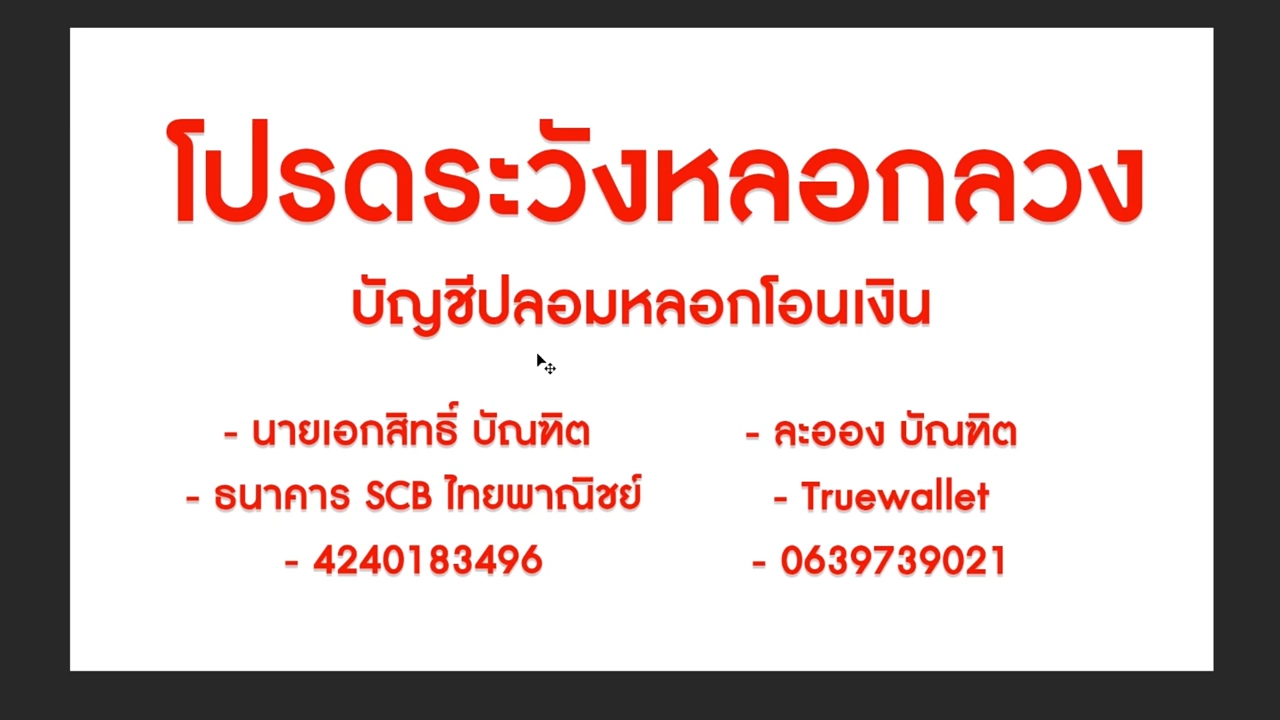 โปรดระวังหลอกลวง
บัญชีปลอมหลอกโอนเงิน
- นายเอกสิทธิ์ บัณฑิต
- ธนาคาร SCB ไทยพาณิชย์
- 4240183496
- ละออง บัณฑิต
- Truewallet
- 0639739021